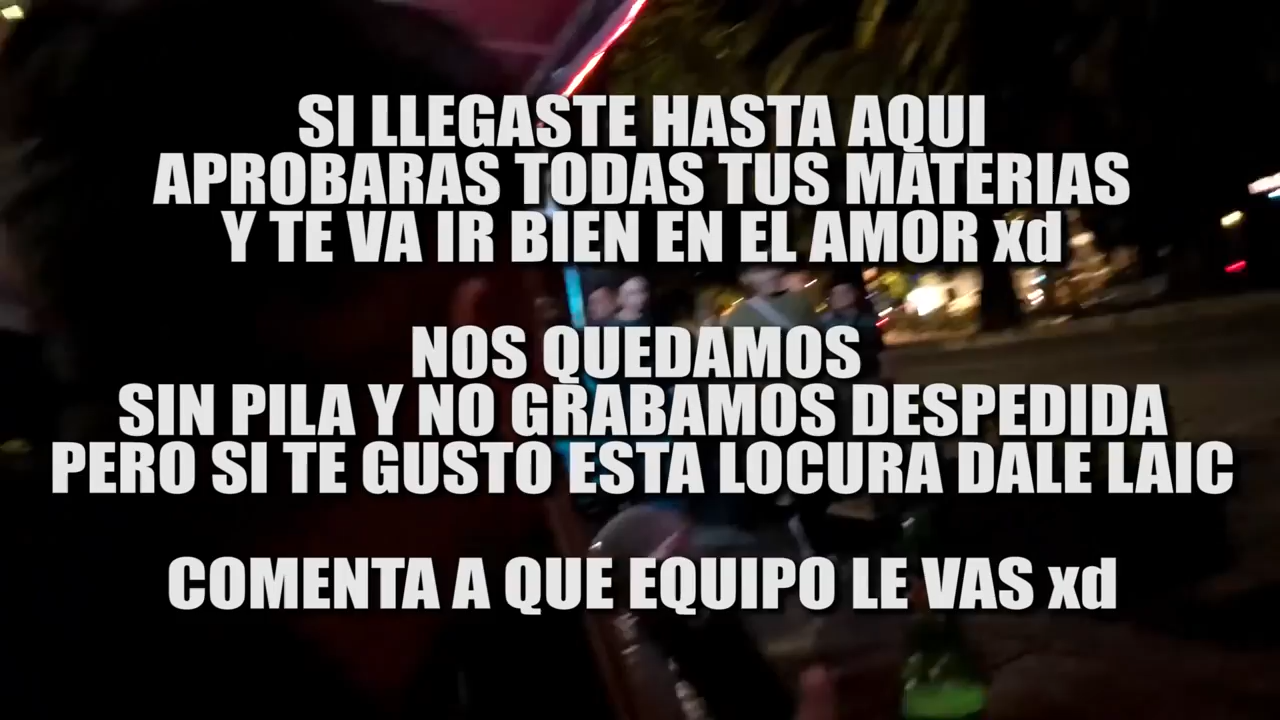 SI LLEGASTE HASTA AQUI
APROBARAS TODAS TUS MATERIAS
Y TE VA IR BIEN EN EL AMOR xd
NOS QUEDAMOS
SIN PILA Y NO GRABAMOS DESPEDIDA
PERO SI TE GUSTO ESTA LOCURA DALE LAIC
COMENTA A QUE EQUIPO LE VAS xd